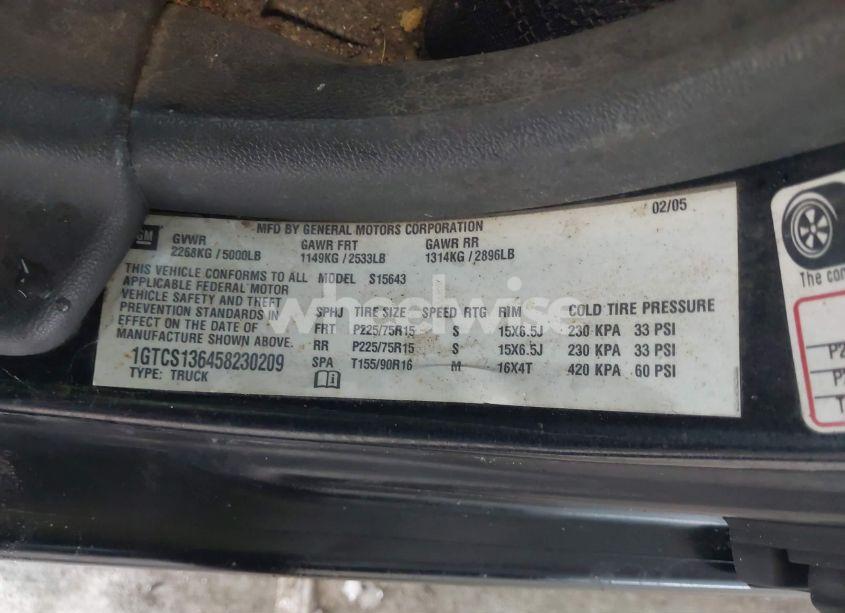 MFD BY GENERAL MOTORS CORPORATION 02/05
GM GVWR GAWR FRT GAWR RR
2268KG / 5000LB 1149KG / 2533LB 1314KG / 2896LB
THIS VEHICLE CONFORMS TO ALL MODEL S15643
APPLICABLE FEDERAL MOTOR
VEHICLE SAFETY AND THEFT
PREVENTION STANDARDS IN
EFFECT ON THE DATE OF
MANUFACTURE SHOWN ABOVE.
1GTCS136458230209
TYPE: TRUCK
SPHJ TIRE SIZE SPEED RTG RIM COLD TIRE PRESSURE
FRT P225/75R15 S 15X6.5J 230 KPA 33 PSI
RR P225/75R15 S 15X6.5J 230 KPA 33 PSI
SPA T155/90R16 M 16X4T 420 KPA 60 PSI
wheelwise
The
P2